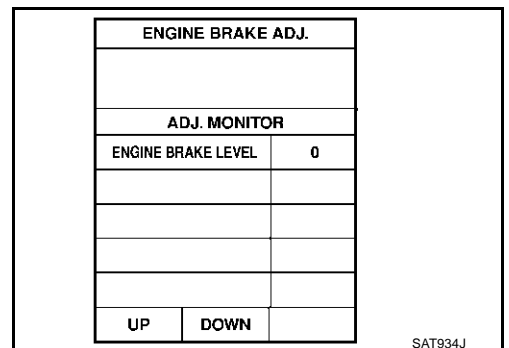 ENGINE BRAKE ADJ.
ADJ. MONITOR
ENGINE BRAKE LEVEL 0
UP DOWN
SAT934J